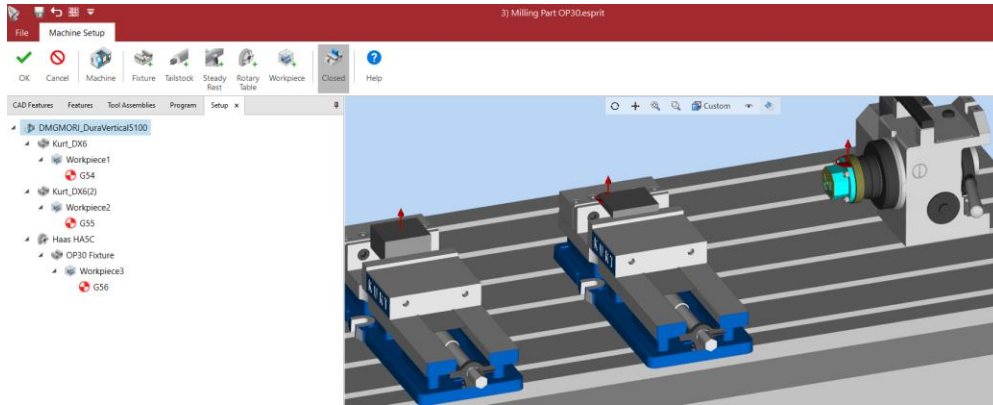 3) Milling Part OP30.esprit
File Machine Setup
OK Cancel Machine Fixture Tailstock Steady Rest Rotary Table Workpiece Closed Help
CAD Features Features Tool Assemblies Program Setup x
Custom
DMGMORI_DuraVertical5100
Kurt_DX6
Workpiece1
G54
Kurt_DX6(2)
Workpiece2
G55
Haas HA5C
OP30 Fixture
Workpiece3
G56
KURT
KURT